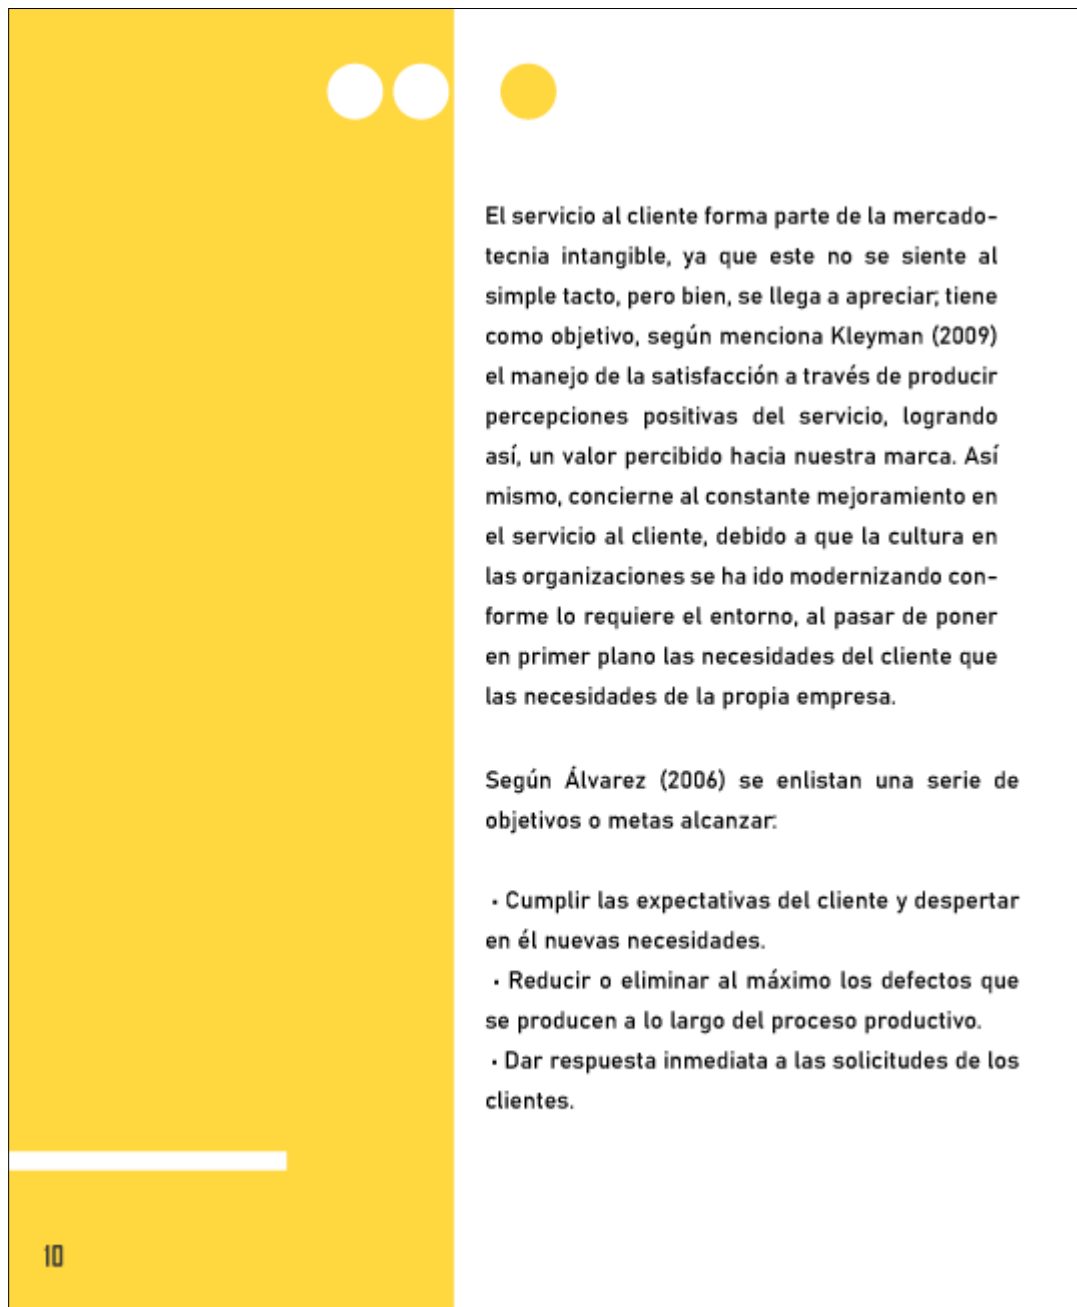 El servicio al cliente forma parte de la mercado-
tecnia intangible, ya que este no se siente al
simple tacto, pero bien, se llega a apreciar; tiene
como objetivo, según menciona Kleyman (2009)
el manejo de la satisfacción a través de producir
percepciones positivas del servicio, logrando
así, un valor percibido hacia nuestra marca. Así
mismo, concierne al constante mejoramiento en
el servicio al cliente, debido a que la cultura en
las organizaciones se ha ido modernizando con-
forme lo requiere el entorno, al pasar de poner
en primer plano las necesidades del cliente que
las necesidades de la propia empresa.
Según Álvarez (2006) se enlistan una serie de
objetivos o metas alcanzar:
· Cumplir las expectativas del cliente y despertar
en él nuevas necesidades.
· Reducir o eliminar al máximo los defectos que
se producen a lo largo del proceso productivo.
· Dar respuesta inmediata a las solicitudes de los
clientes.
10